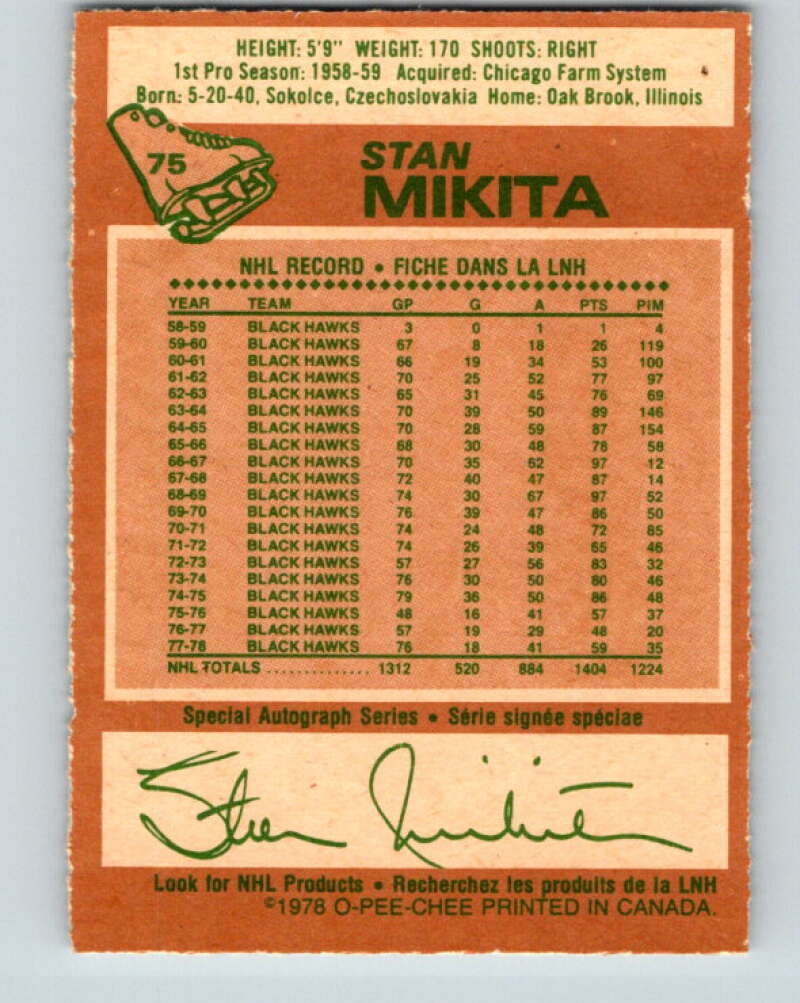 HEIGHT: 5'9" WEIGHT: 170 SHOOTS: RIGHT
1st Pro Season: 1958-59 Acquired: Chicago Farm System
Born: 5-20-40, Sokolce, Czechoslovakia Home: Oak Brook, Illinois
75
STAN
MIKITA
NHL RECORD • FICHE DANS LA LNH
YEAR TEAM GP G A PTS PIM
58-59 BLACK HAWKS 3 0 1 1 4
59-60 BLACK HAWKS 67 8 18 26 119
60-61 BLACK HAWKS 66 19 34 53 100
61-62 BLACK HAWKS 70 25 52 77 97
62-63 BLACK HAWKS 65 31 45 76 69
63-64 BLACK HAWKS 70 39 50 89 146
64-65 BLACK HAWKS 70 28 59 87 154
65-66 BLACK HAWKS 68 30 48 78 58
66-67 BLACK HAWKS 70 35 62 97 12
67-68 BLACK HAWKS 72 40 47 87 14
68-69 BLACK HAWKS 74 30 67 97 52
69-70 BLACK HAWKS 76 39 47 86 50
70-71 BLACK HAWKS 74 24 48 72 85
71-72 BLACK HAWKS 74 26 39 65 46
72-73 BLACK HAWKS 57 27 56 83 32
73-74 BLACK HAWKS 76 30 50 80 46
74-75 BLACK HAWKS 79 36 50 86 48
75-76 BLACK HAWKS 48 16 41 57 37
76-77 BLACK HAWKS 57 19 29 48 20
77-78 BLACK HAWKS 76 18 41 59 35
NHL TOTALS .............. 1312 520 884 1404 1224
Special Autograph Series • Série signée spéciae
Stan Mikita
Look for NHL Products • Recherchez les produits de la LNH
©1978 O-PEE-CHEE PRINTED IN CANADA.